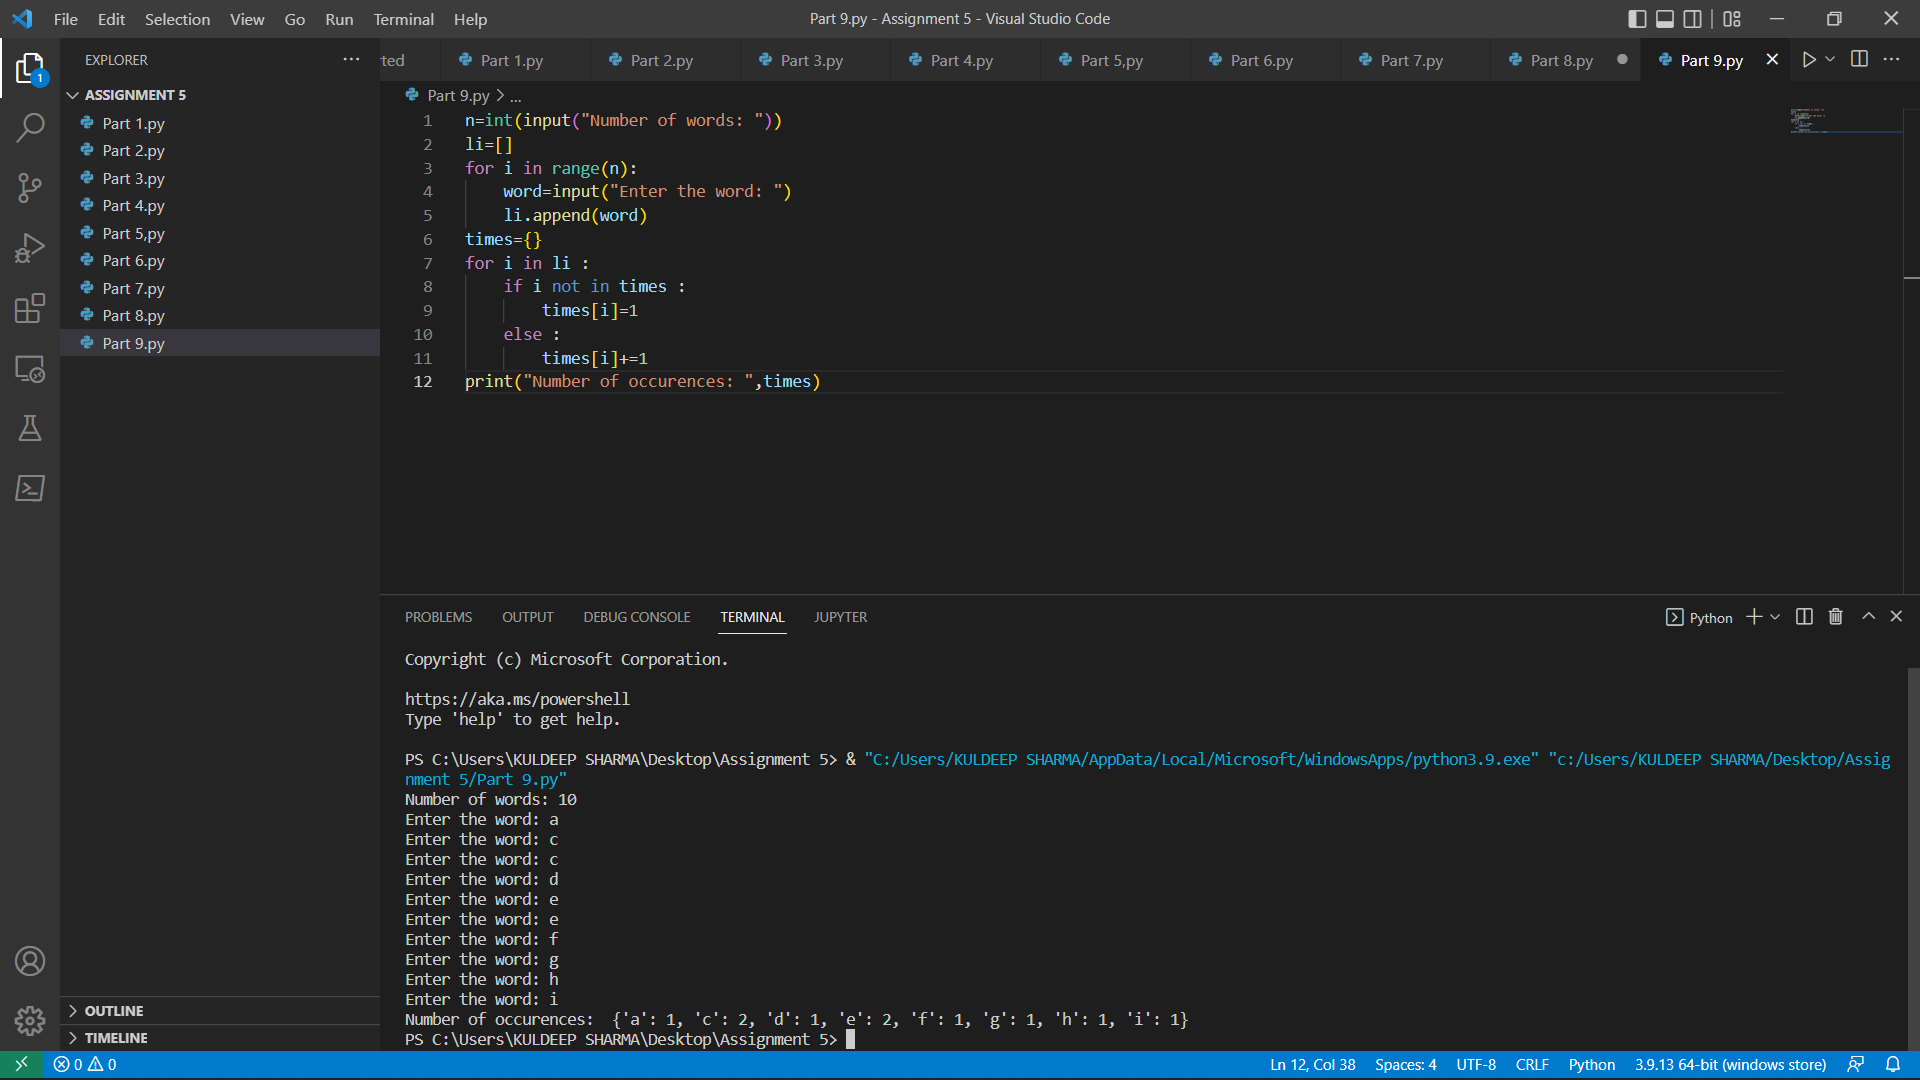 File Edit Selection View Go Run Terminal Help
Part 9.py - Assignment 5 - Visual Studio Code
EXPLORER
rted Part 1.py Part 2.py Part 3.py Part 4.py Part 5,py Part 6.py Part 7.py Part 8.py Part 9.py
ASSIGNMENT 5
Part 1.py
Part 2.py
Part 3.py
Part 4.py
Part 5,py
Part 6.py
Part 7.py
Part 8.py
Part 9.py
OUTLINE
TIMELINE
1
Part 9.py > ...
1 n=int(input("Number of words: "))
2 li=[]
3 for i in range(n):
4     word=input("Enter the word: ")
5     li.append(word)
6 times={}
7 for i in li :
8     if i not in times :
9         times[i]=1
10     else :
11         times[i]+=1
12 print("Number of occurences: ",times)
PROBLEMS OUTPUT DEBUG CONSOLE TERMINAL JUPYTER
Python
Copyright (c) Microsoft Corporation.
https://aka.ms/powershell
Type 'help' to get help.
PS C:\Users\KULDEEP SHARMA\Desktop\Assignment 5> & "C:/Users/KULDEEP SHARMA/AppData/Local/Microsoft/WindowsApps/python3.9.exe" "c:/Users/KULDEEP SHARMA/Desktop/Assig
nment 5/Part 9.py"
Number of words: 10
Enter the word: a
Enter the word: c
Enter the word: c
Enter the word: d
Enter the word: e
Enter the word: e
Enter the word: f
Enter the word: g
Enter the word: h
Enter the word: i
Number of occurences:  {'a': 1, 'c': 2, 'd': 1, 'e': 2, 'f': 1, 'g': 1, 'h': 1, 'i': 1}
PS C:\Users\KULDEEP SHARMA\Desktop\Assignment 5>
0 0 Ln 12, Col 38 Spaces: 4 UTF-8 CRLF Python 3.9.13 64-bit (windows store)